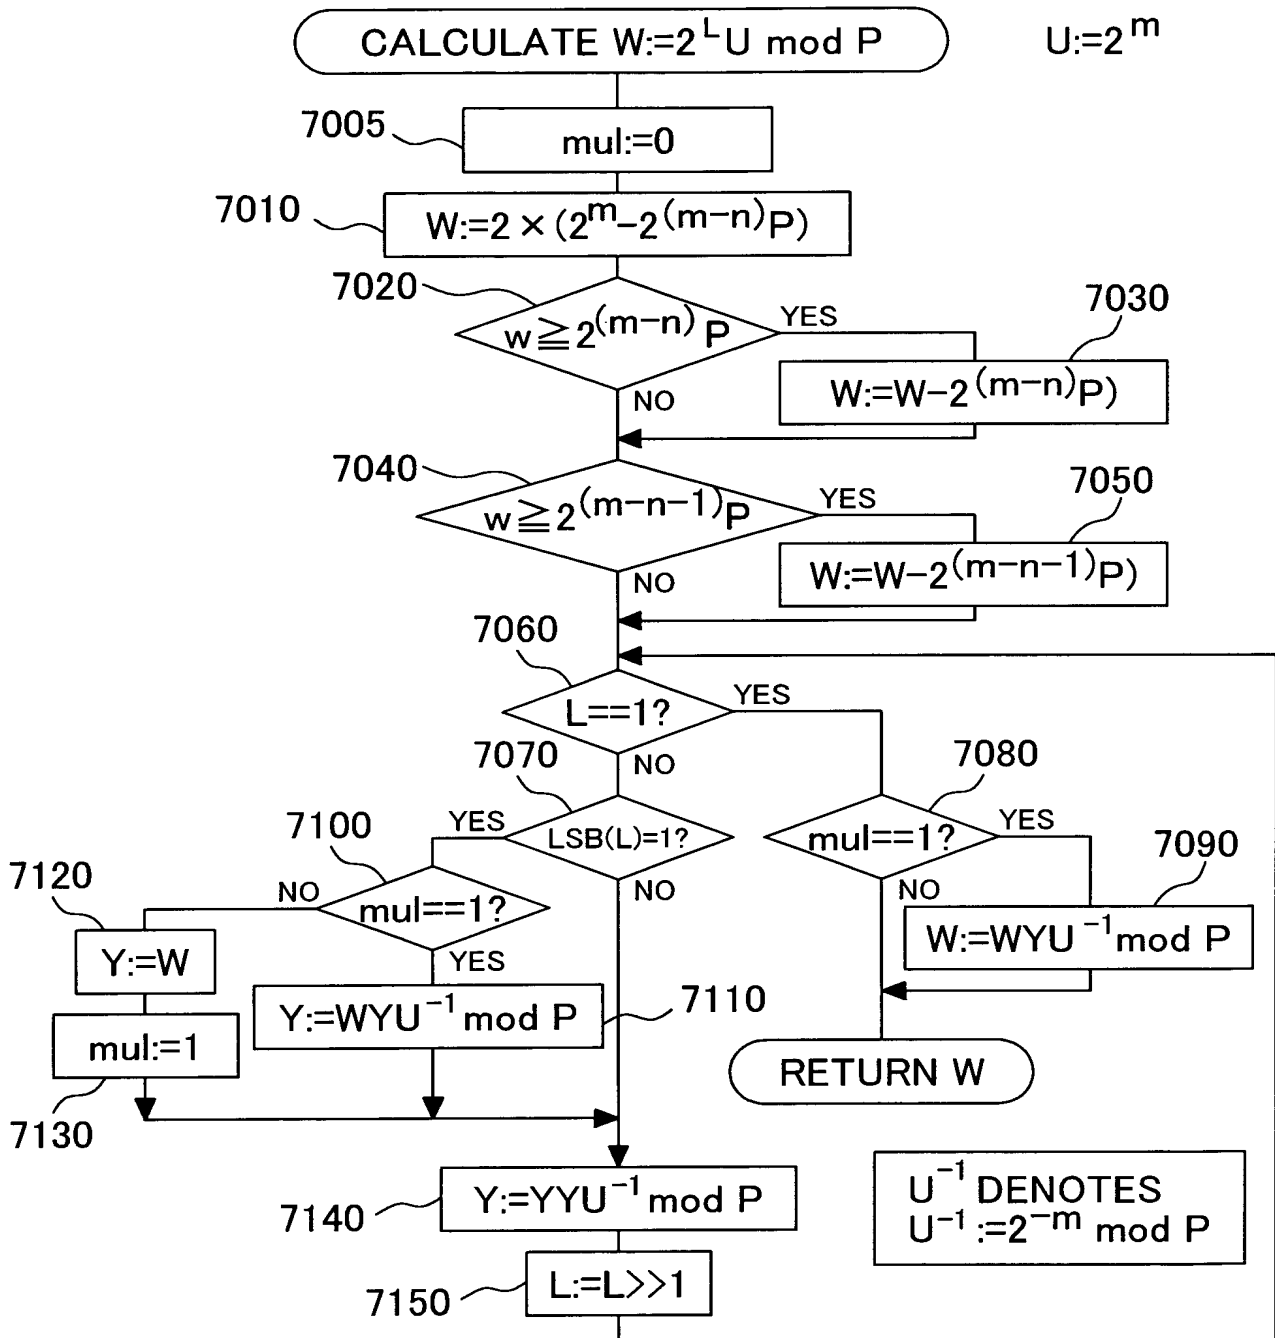 CALCULATE W:=2^L U mod P
U:=2^m
7005
mul:=0
7010
W:=2×(2^m-2^(m-n)P)
7020
w≧2^(m-n)P
YES
7030
W:=W-2^(m-n)P)
NO
7040
w≧2^(m-n-1)P
YES
7050
W:=W-2^(m-n-1)P)
NO
7060
L==1?
YES
NO
7070
LSB(L)=1?
YES
NO
7080
mul==1?
YES
NO
7090
W:=WYU^-1 mod P
7100
mul==1?
NO
YES
7120
Y:=W
Y:=WYU^-1 mod P
7110
mul:=1
7130
RETURN W
7140
Y:=YYU^-1 mod P
U^-1 DENOTES
U^-1 :=2^-m mod P
7150
L:=L>>1